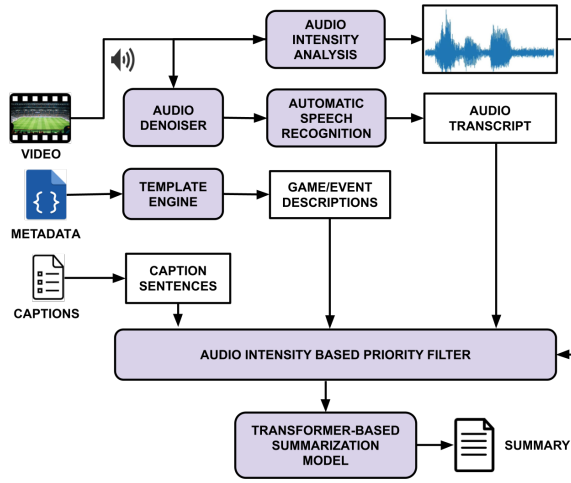 AUDIO
INTENSITY
ANALYSIS
VIDEO
AUDIO
DENOISER
AUTOMATIC
SPEECH
RECOGNITION
AUDIO
TRANSCRIPT
{ }
METADATA
TEMPLATE
ENGINE
GAME/EVENT
DESCRIPTIONS
CAPTIONS
CAPTION
SENTENCES
AUDIO INTENSITY BASED PRIORITY FILTER
TRANSFORMER-BASED
SUMMARIZATION
MODEL
SUMMARY